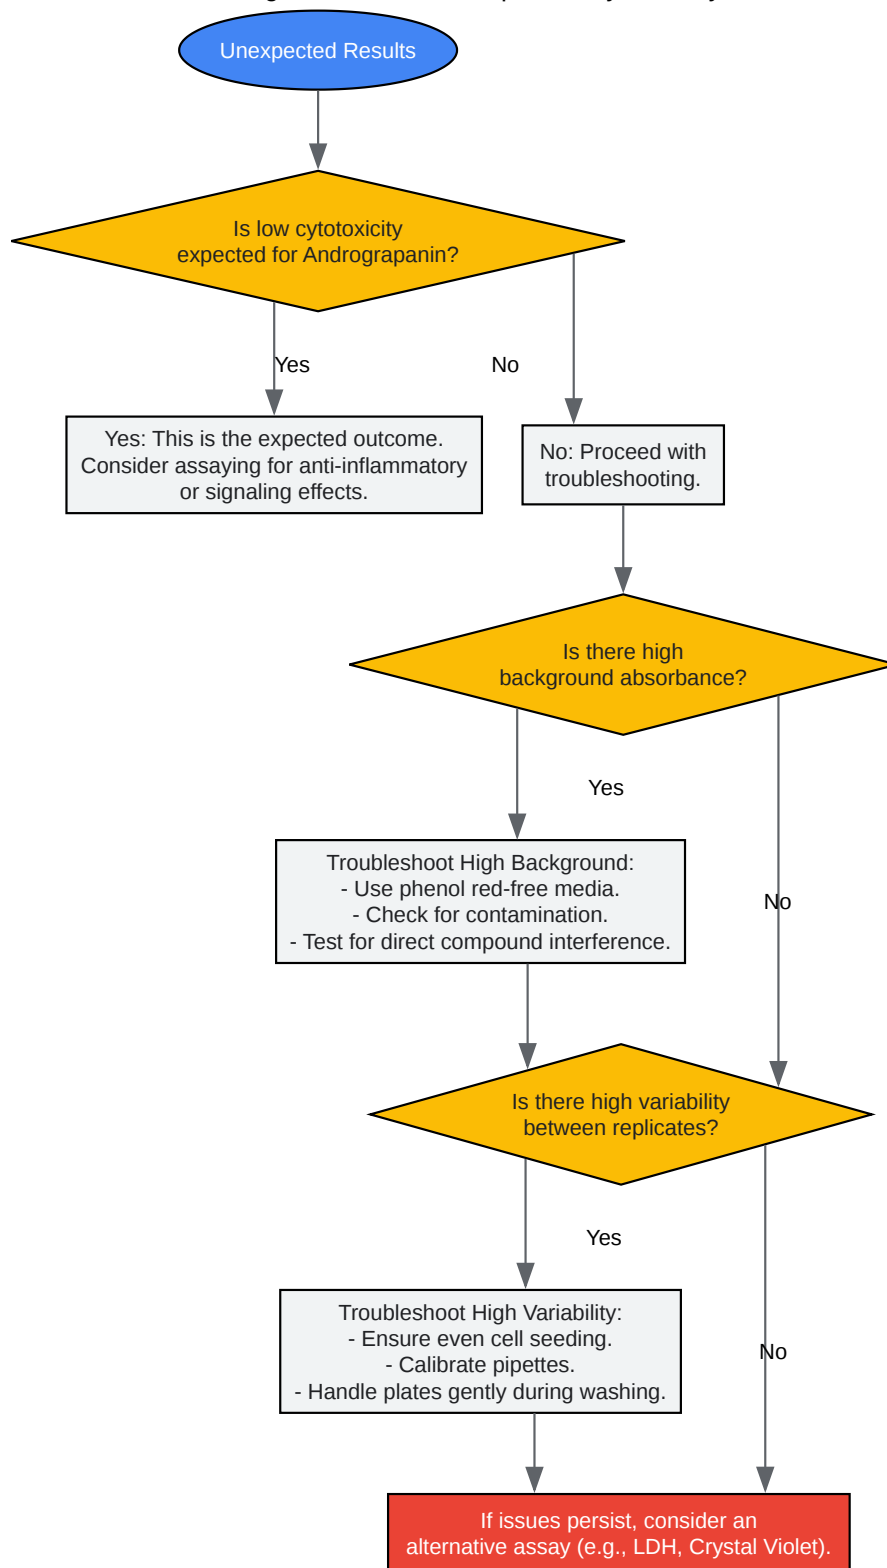 Unexpected Results
Is low cytotoxicity
expected for Andrograpanin?
Yes
No
Yes: This is the expected outcome.
Consider assaying for anti-inflammatory
or signaling effects.
No: Proceed with
troubleshooting.
Is there high
background absorbance?
Yes
Troubleshoot High Background:
- Use phenol red-free media.
- Check for contamination.
- Test for direct compound interference.
No
Is there high variability
between replicates?
Yes
Troubleshoot High Variability:
- Ensure even cell seeding.
- Calibrate pipettes.
- Handle plates gently during washing.
No
If issues persist, consider an
alternative assay (e.g., LDH, Crystal Violet).